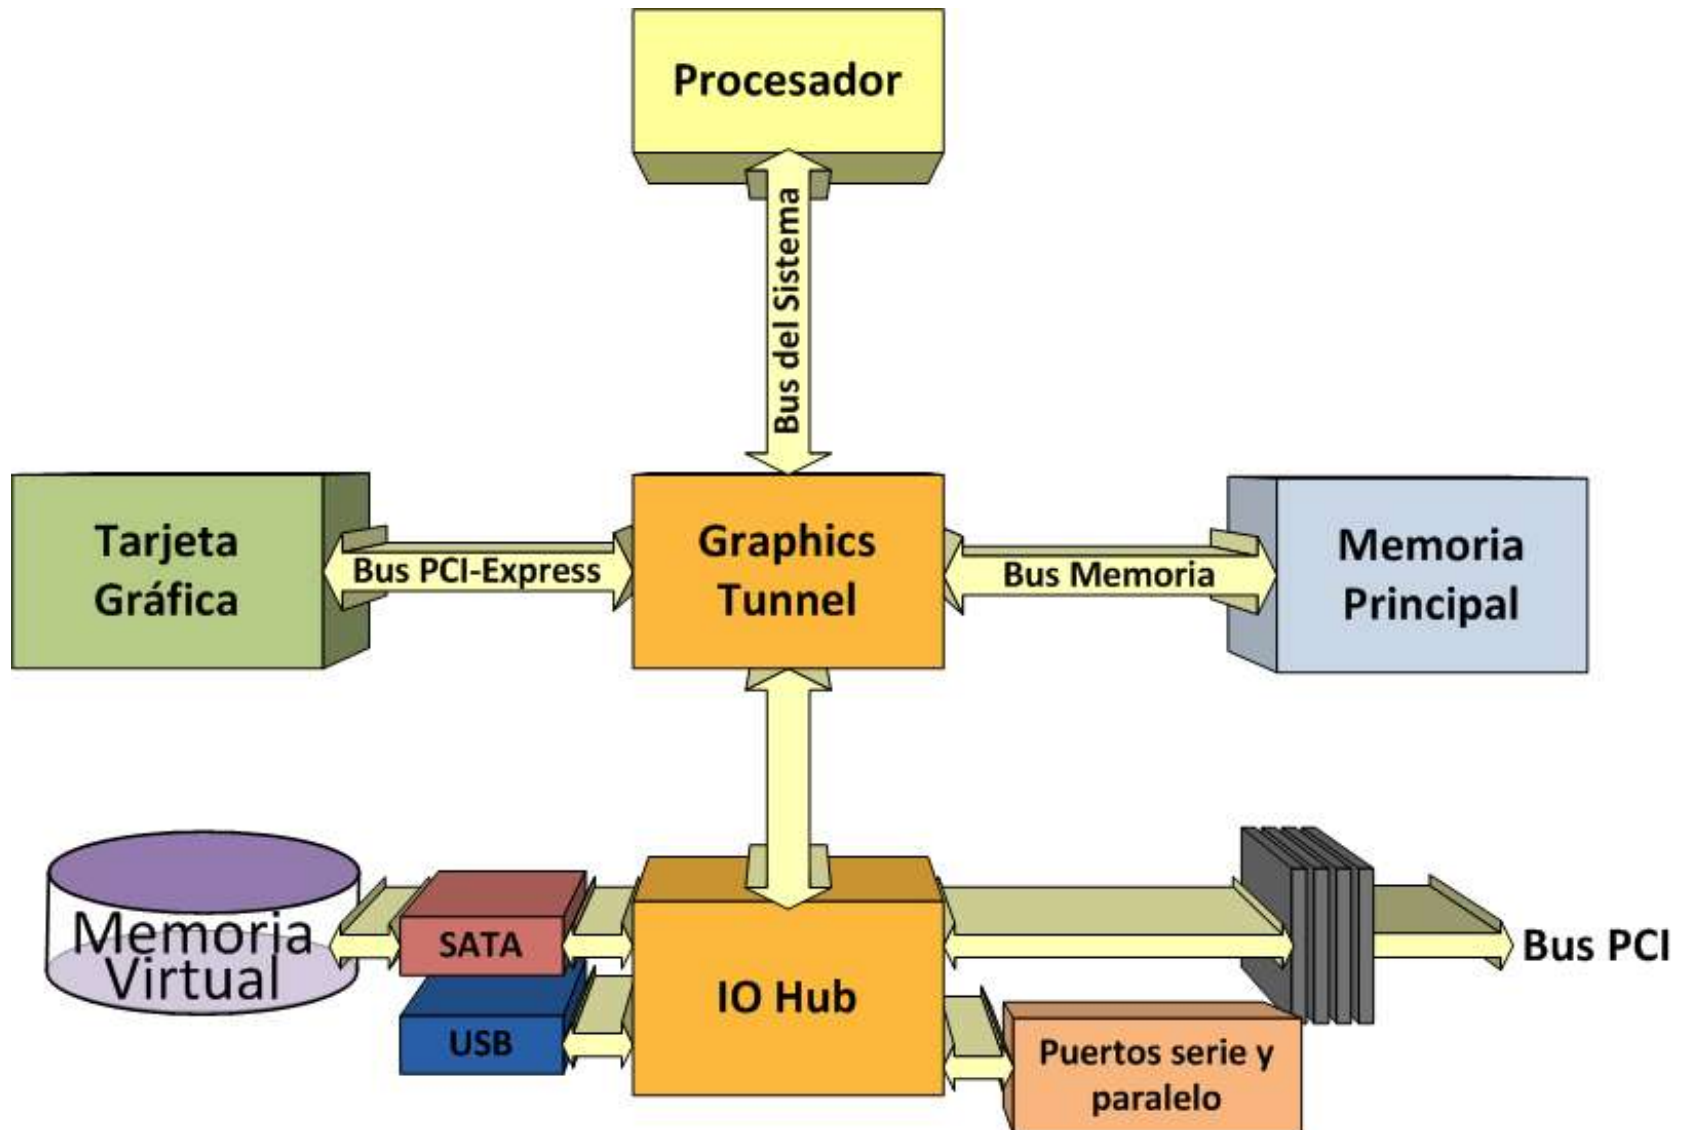 Procesador
Bus del Sistema
Tarjeta
Gráfica
Bus PCI-Express
Graphics
Tunnel
Bus Memoria
Memoria
Principal
Memoria
Virtual
SATA
USB
IO Hub
Bus PCI
Puertos serie y
paralelo